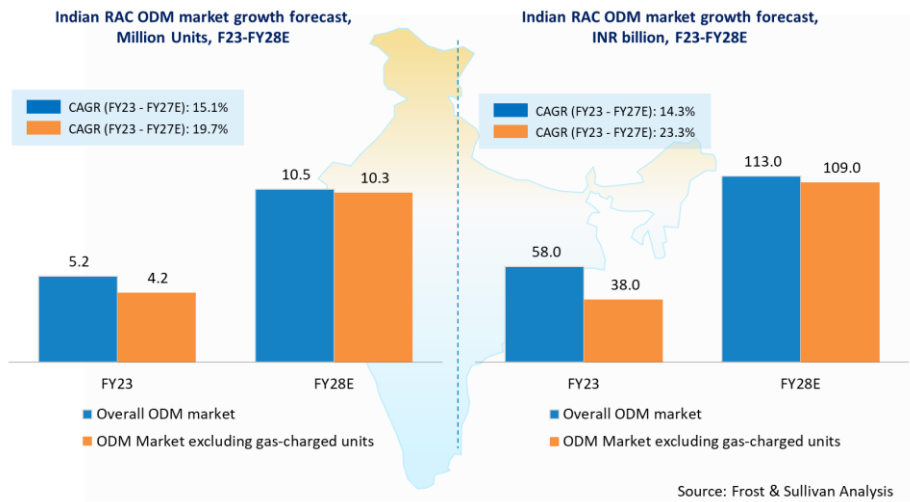 Indian RAC ODM market growth forecast,
Million Units, F23-FY28E
CAGR (FY23 - FY27E): 15.1%
CAGR (FY23 - FY27E): 19.7%
10.5
10.3
5.2
4.2
FY23
FY28E
Overall ODM market
ODM Market excluding gas-charged units
Indian RAC ODM market growth forecast,
INR billion, F23-FY28E
CAGR (FY23 - FY27E): 14.3%
CAGR (FY23 - FY27E): 23.3%
113.0
109.0
58.0
38.0
FY23
FY28E
Overall ODM market
ODM Market excluding gas-charged units
Source: Frost & Sullivan Analysis